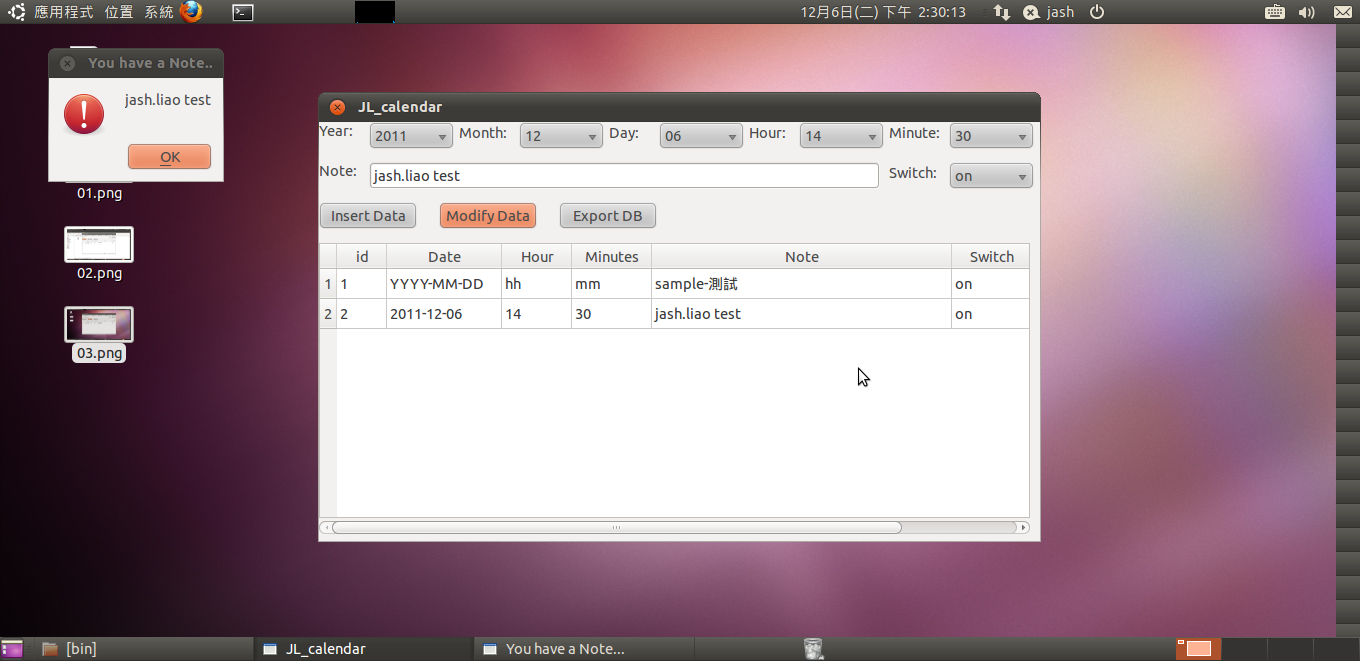 應用程式 位置 系統 12月6日(二) 下午 2:30:13 jash
You have a Note..
jash.liao test
OK
01.png
02.png
03.png
JL_calendar
Year: 2011 Month: 12 Day: 06 Hour: 14 Minute: 30
Note: jash.liao test Switch: on
Insert Data Modify Data Export DB
id Date Hour Minutes Note Switch
1 1 YYYY-MM-DD hh mm sample-測試 on
2 2 2011-12-06 14 30 jash.liao test on
[bin] JL_calendar You have a Note...